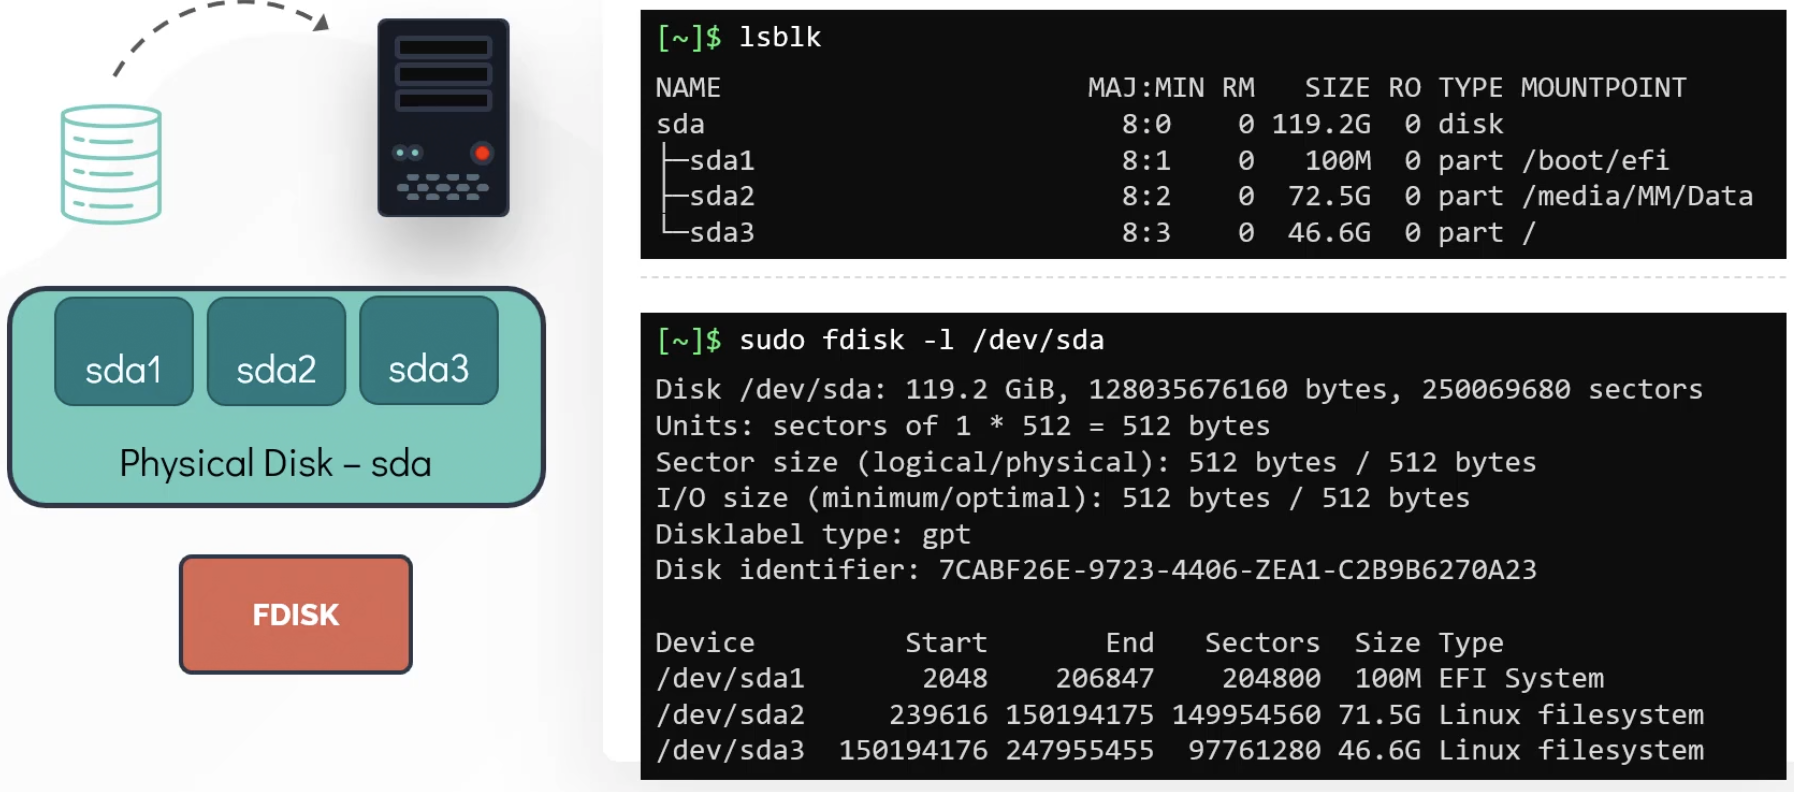 [~]$ lsblk
NAME MAJ:MIN RM SIZE RO TYPE MOUNTPOINT
sda 8:0 0 119.2G 0 disk
├─sda1 8:1 0 100M 0 part /boot/efi
├─sda2 8:2 0 72.5G 0 part /media/MM/Data
└─sda3 8:3 0 46.6G 0 part /
sda1 sda2 sda3
Physical Disk – sda
FDISK
[~]$ sudo fdisk -l /dev/sda
Disk /dev/sda: 119.2 GiB, 128035676160 bytes, 250069680 sectors
Units: sectors of 1 * 512 = 512 bytes
Sector size (logical/physical): 512 bytes / 512 bytes
I/O size (minimum/optimal): 512 bytes / 512 bytes
Disklabel type: gpt
Disk identifier: 7CABF26E-9723-4406-ZEA1-C2B9B6270A23
Device Start End Sectors Size Type
/dev/sda1 2048 206847 204800 100M EFI System
/dev/sda2 239616 150194175 149954560 71.5G Linux filesystem
/dev/sda3 150194176 247955455 97761280 46.6G Linux filesystem